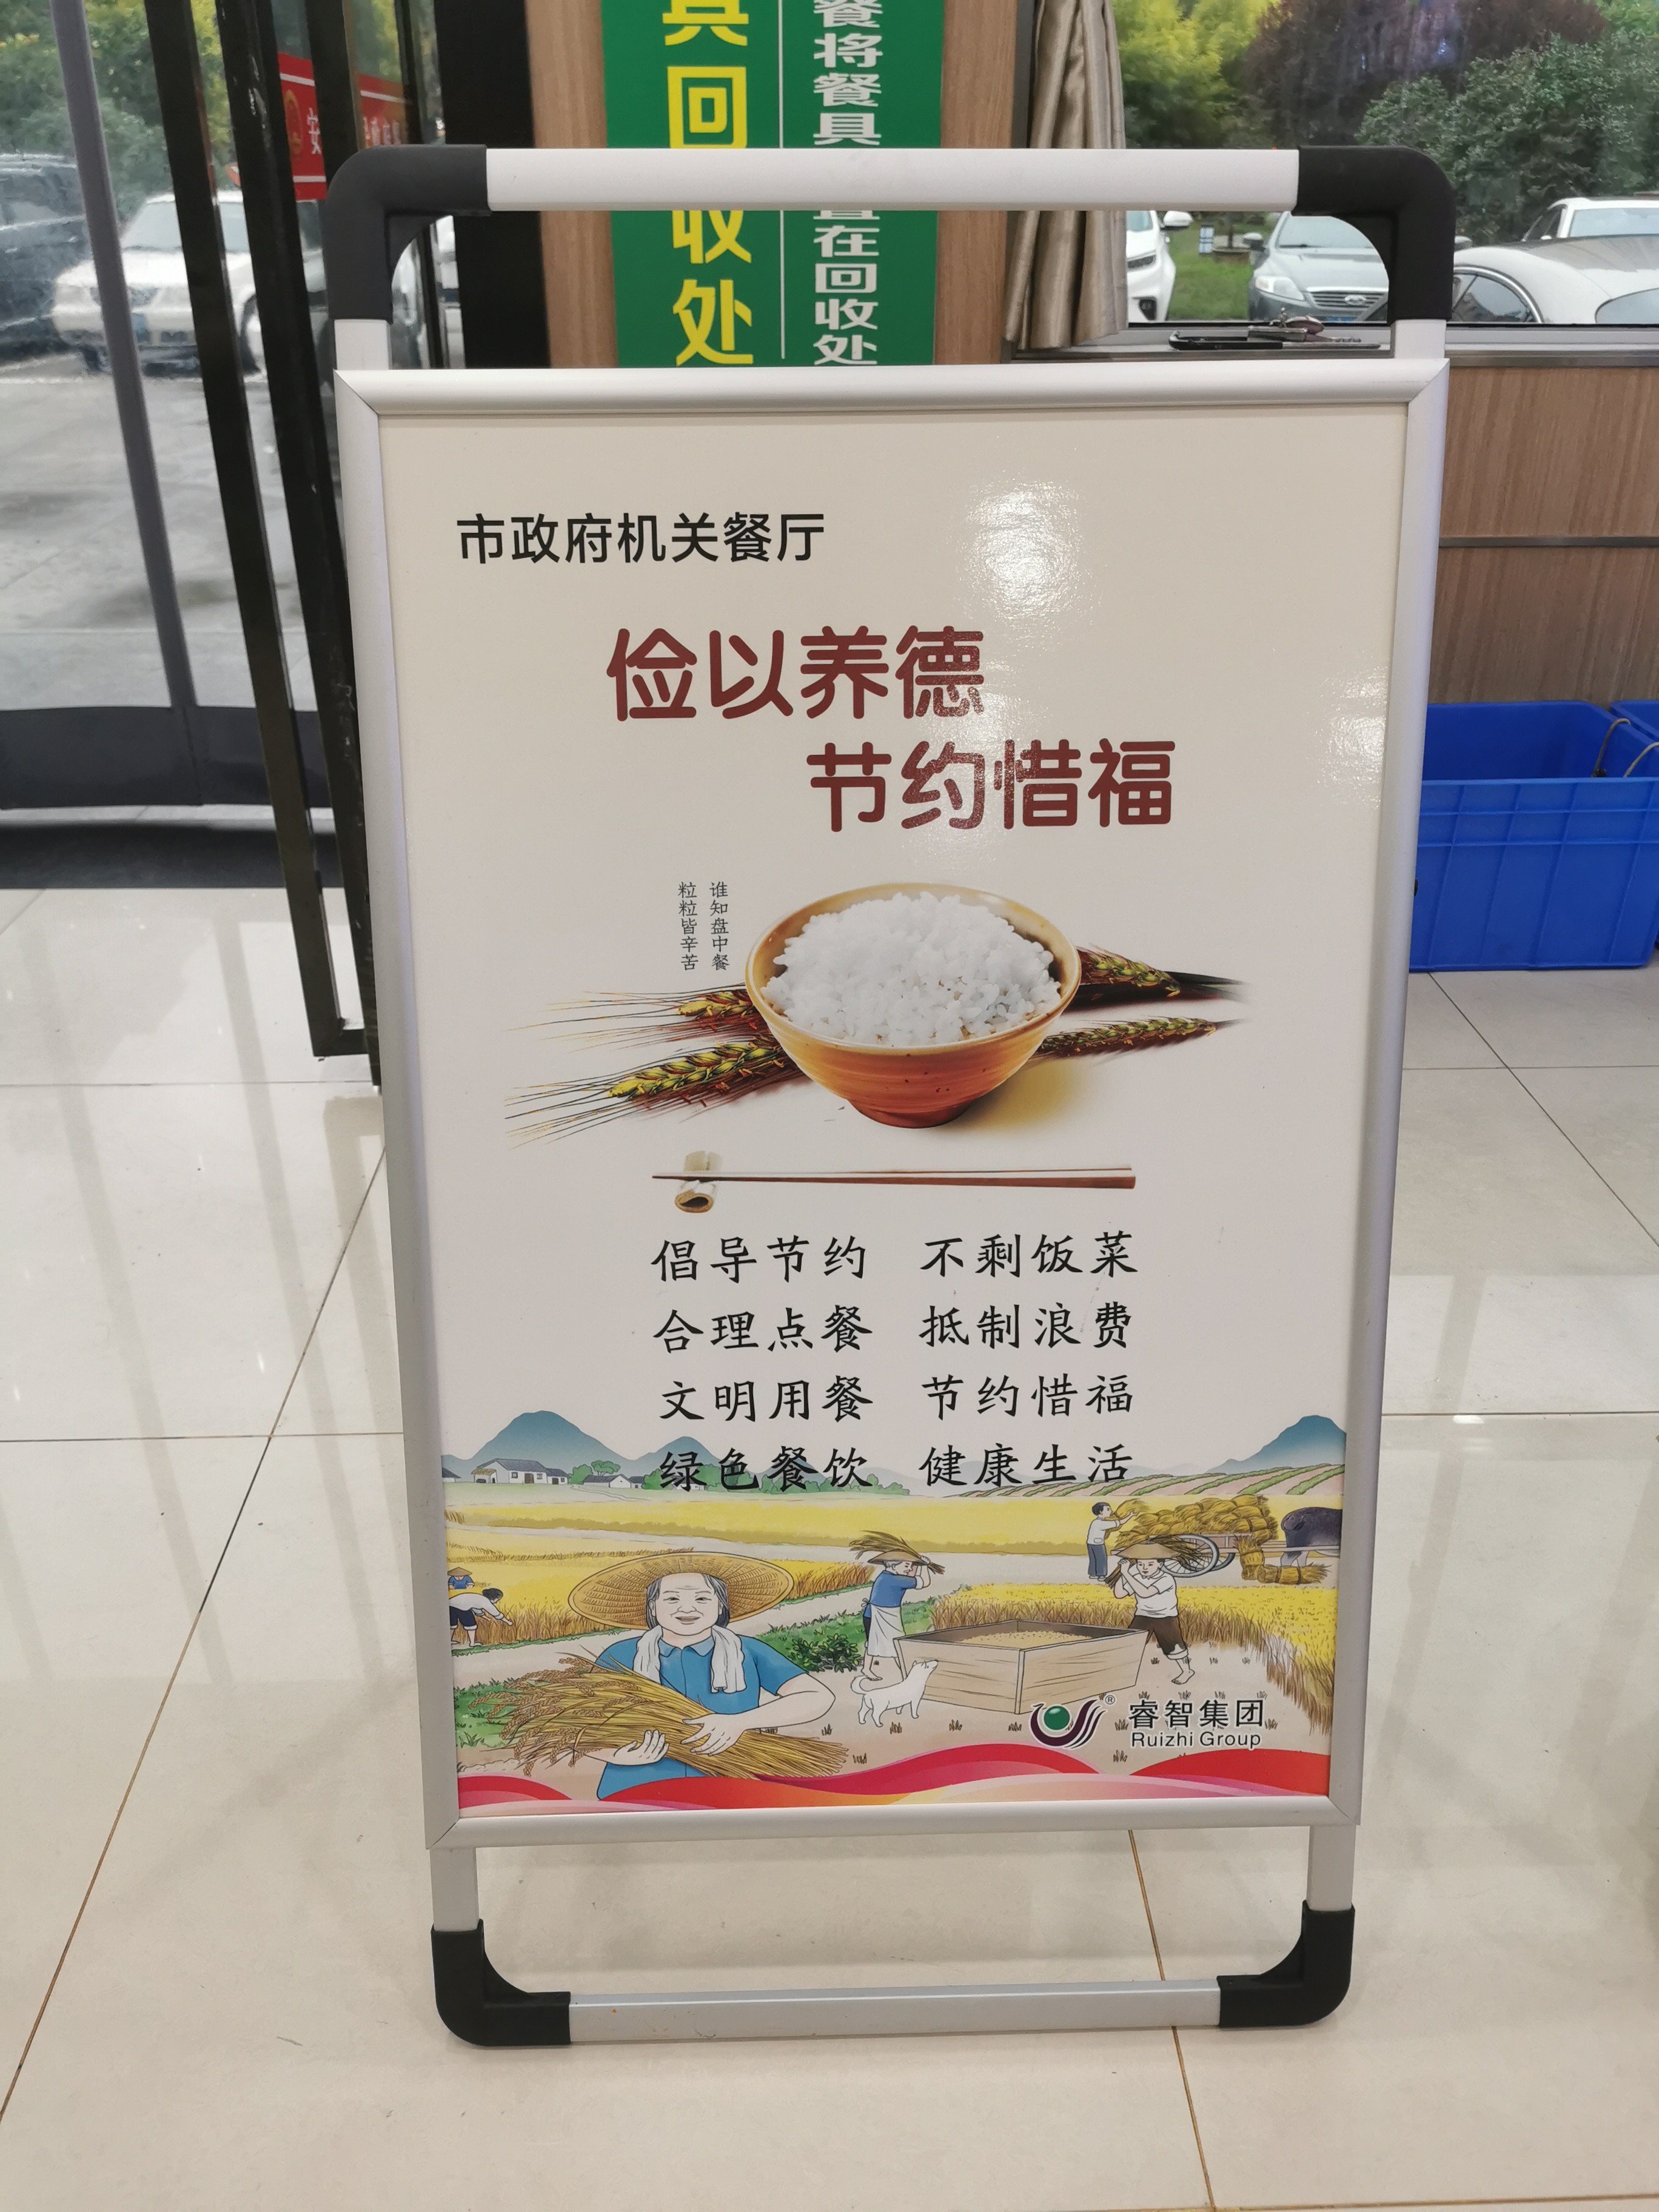 具回收处
餐将餐具
置在回收处
安
市政府机关餐厅
俭以养德
节约惜福
谁知盘中餐
粒粒皆辛苦
倡导节约 不剩饭菜
合理点餐 抵制浪费
文明用餐 节约惜福
绿色餐饮 健康生活
®
睿智集团
Ruizhi Group